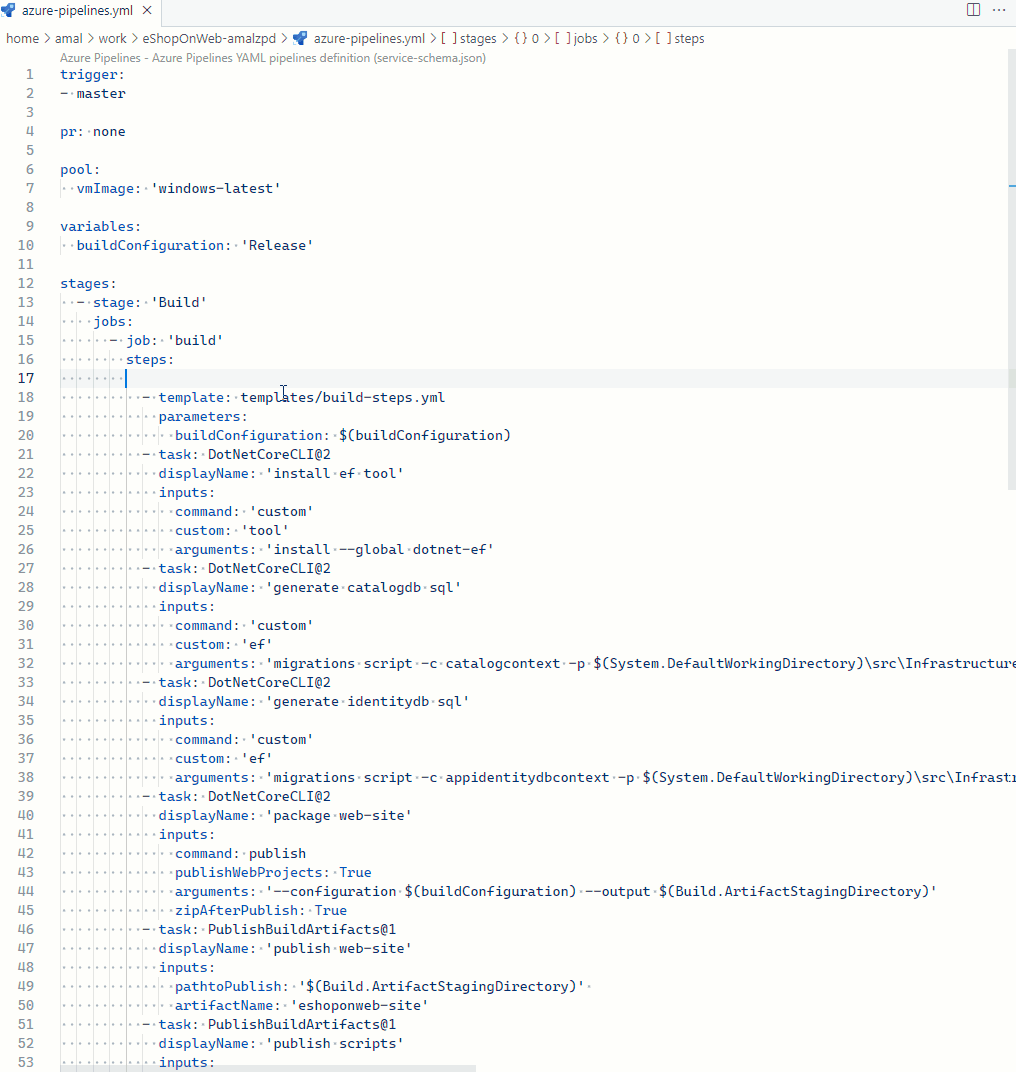 azure-pipelines.yml
home > amal > work > eShopOnWeb-amalzpd > azure-pipelines.yml > [ ] stages > { } 0 > [ ] jobs > { } 0 > [ ] steps
Azure Pipelines - Azure Pipelines YAML pipelines definition (service-schema.json)
1 trigger:
2 - master
3
4 pr: none
5
6 pool:
7   vmImage: 'windows-latest'
8
9 variables:
10   buildConfiguration: 'Release'
11
12 stages:
13   - stage: 'Build'
14     jobs:
15       - job: 'build'
16         steps:
17
18           - template: templates/build-steps.yml
19             parameters:
20               buildConfiguration: $(buildConfiguration)
21           - task: DotNetCoreCLI@2
22             displayName: 'install ef tool'
23             inputs:
24               command: 'custom'
25               custom: 'tool'
26               arguments: 'install --global dotnet-ef'
27           - task: DotNetCoreCLI@2
28             displayName: 'generate catalogdb sql'
29             inputs:
30               command: 'custom'
31               custom: 'ef'
32               arguments: 'migrations script -c catalogcontext -p $(System.DefaultWorkingDirectory)\src\Infrastructure
33           - task: DotNetCoreCLI@2
34             displayName: 'generate identitydb sql'
35             inputs:
36               command: 'custom'
37               custom: 'ef'
38               arguments: 'migrations script -c appidentitydbcontext -p $(System.DefaultWorkingDirectory)\src\Infrastr
39           - task: DotNetCoreCLI@2
40             displayName: 'package web-site'
41             inputs:
42               command: publish
43               publishWebProjects: True
44               arguments: '--configuration $(buildConfiguration) --output $(Build.ArtifactStagingDirectory)'
45               zipAfterPublish: True
46           - task: PublishBuildArtifacts@1
47             displayName: 'publish web-site'
48             inputs:
49               pathtoPublish: '$(Build.ArtifactStagingDirectory)'
50               artifactName: 'eshoponweb-site'
51           - task: PublishBuildArtifacts@1
52             displayName: 'publish scripts'
53             inputs: